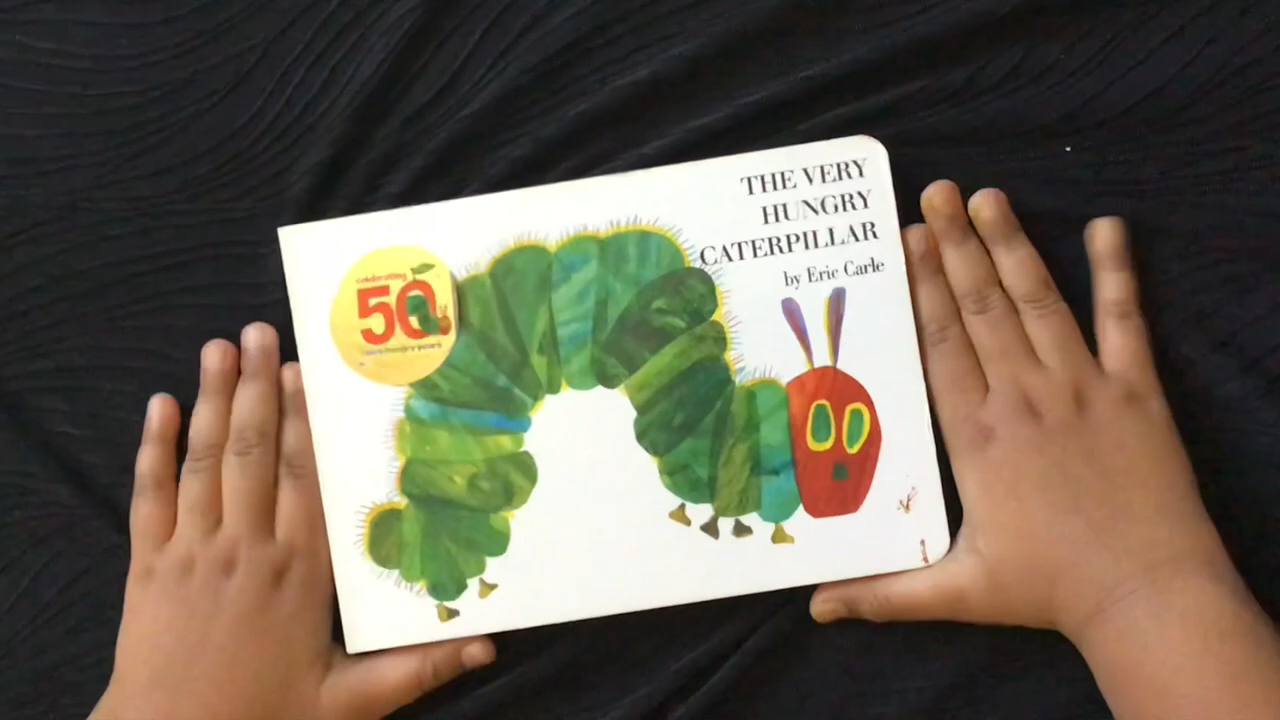 THE VERY
HUNGRY
CATERPILLAR
by Eric Carle
celebrating
50